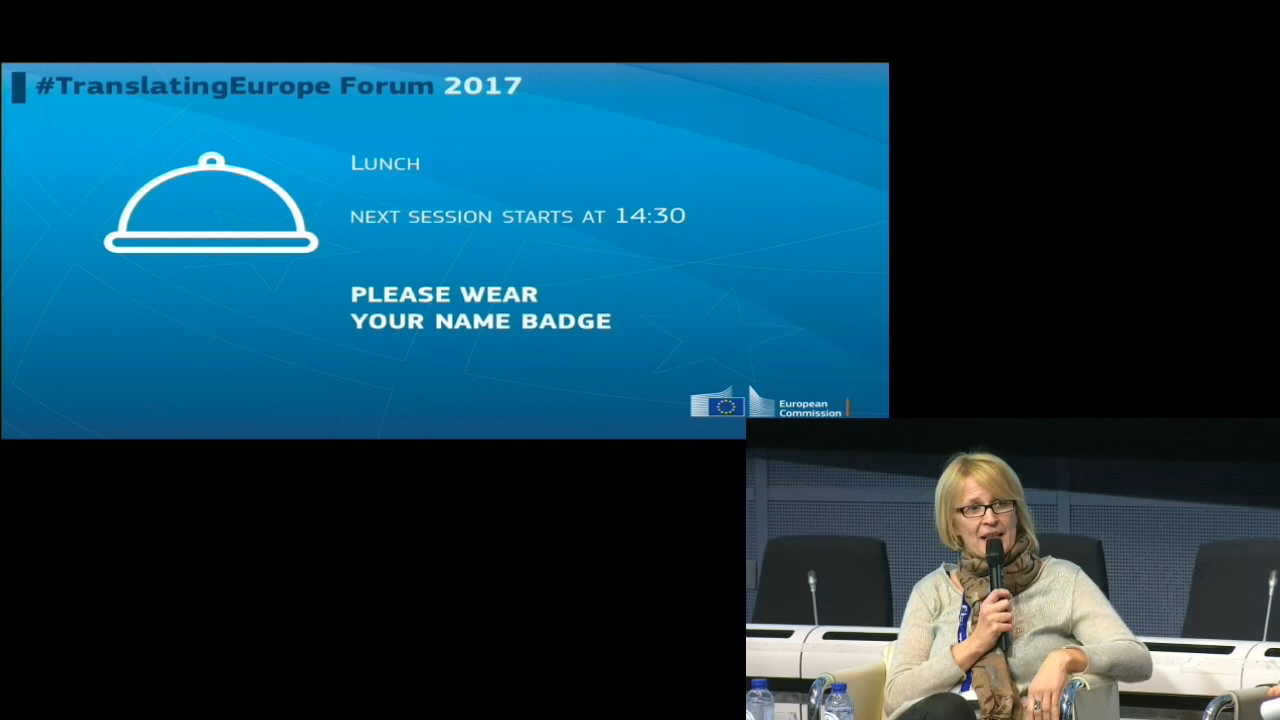 #TranslatingEurope Forum 2017
LUNCH
NEXT SESSION STARTS AT 14:30
PLEASE WEAR
YOUR NAME BADGE
European
Commission